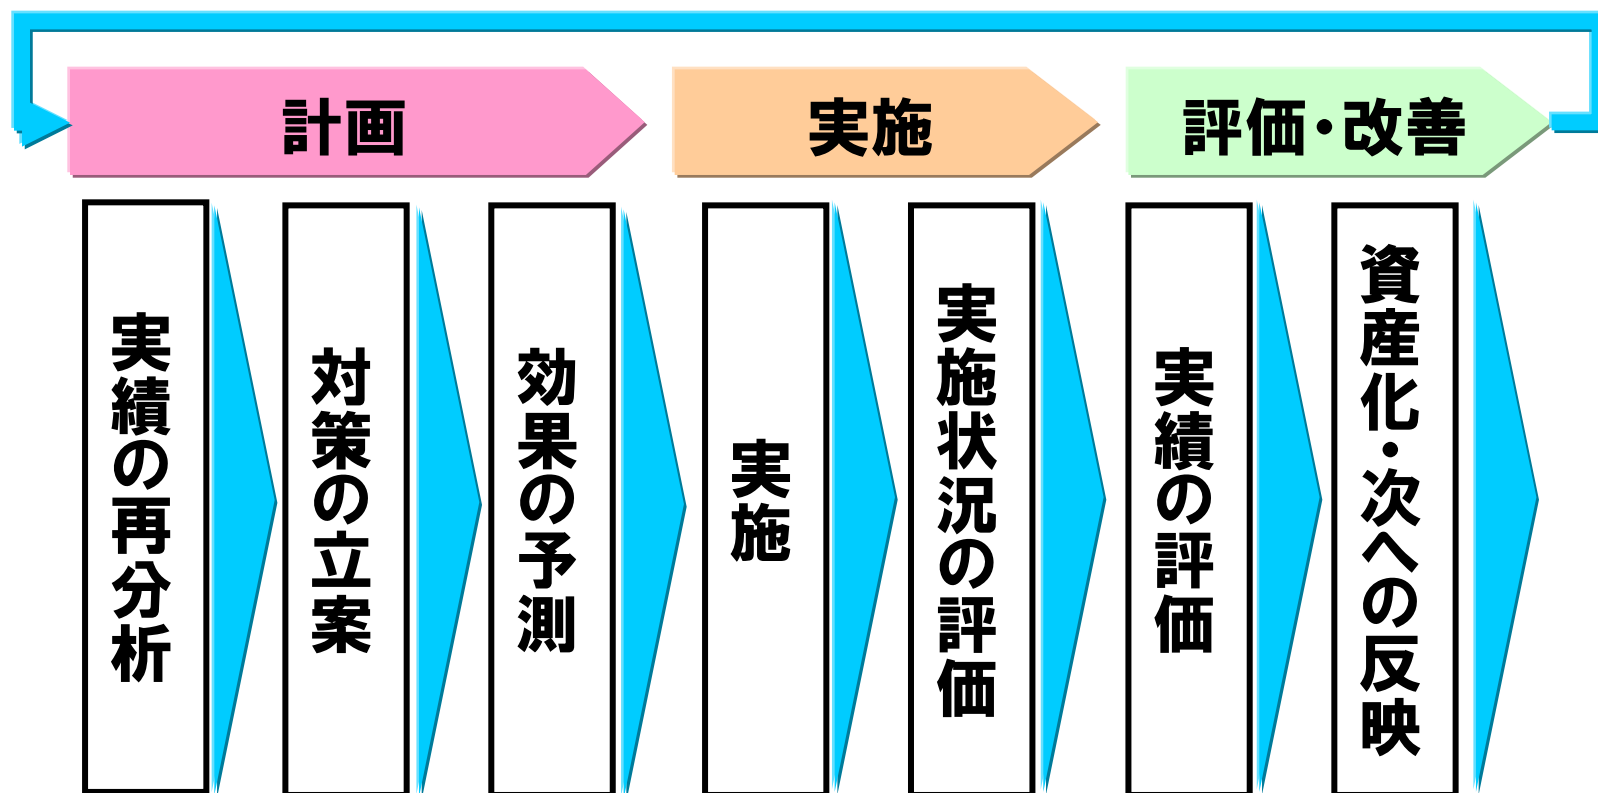 計画
実施
評価・改善
実績の再分析
対策の立案
効果の予測
実施
実施状況の評価
実績の評価
資産化・次への反映